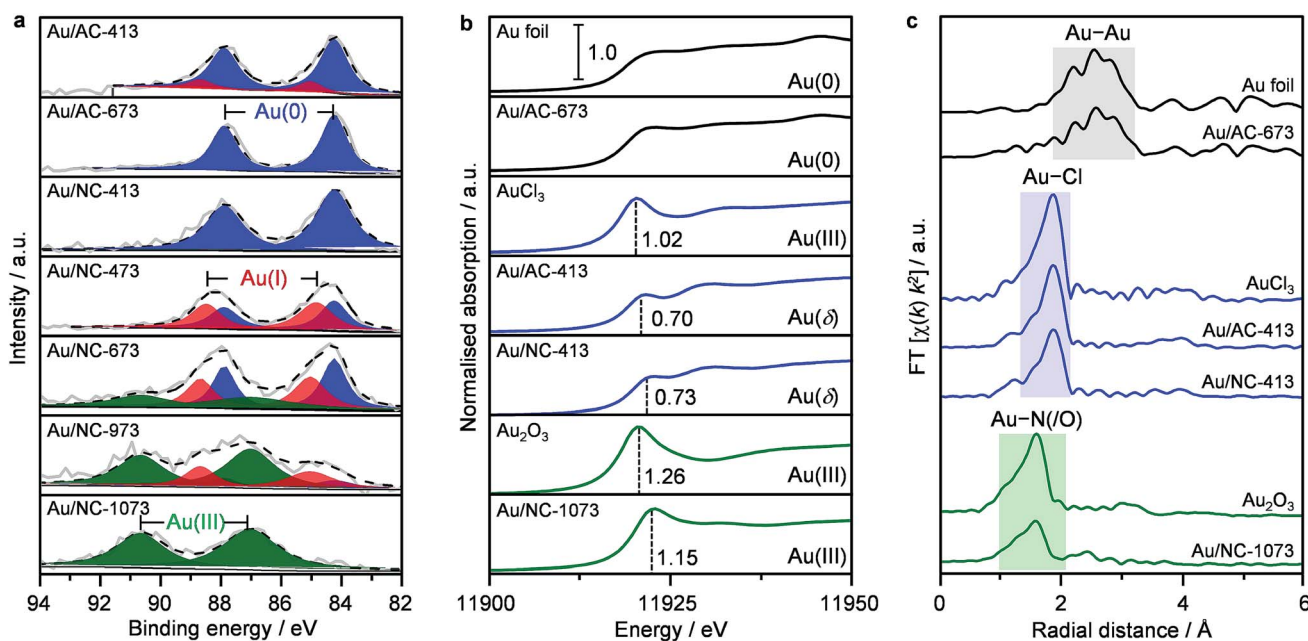 a
Au/AC-413
Au/AC-673
Au(0)
Au/NC-413
Au/NC-473
Au(I)
Au/NC-673
Au/NC-973
Au/NC-1073
Au(III)
94 92 90 88 86 84 82
Binding energy / eV
Intensity / a.u.
b
Au foil
1.0
Au(0)
Au/AC-673
Au(0)
AuCl₃
1.02
Au(III)
Au/AC-413
0.70
Au(δ)
Au/NC-413
0.73
Au(δ)
Au₂O₃
1.26
Au(III)
Au/NC-1073
1.15
Au(III)
11900 11925 11950
Energy / eV
Normalised absorption / a.u.
c
Au−Au
Au foil
Au/AC-673
Au−Cl
AuCl₃
Au/AC-413
Au/NC-413
Au−N(/O)
Au₂O₃
Au/NC-1073
0 2 4 6
Radial distance / Å
FT [χ(k) k²] / a.u.